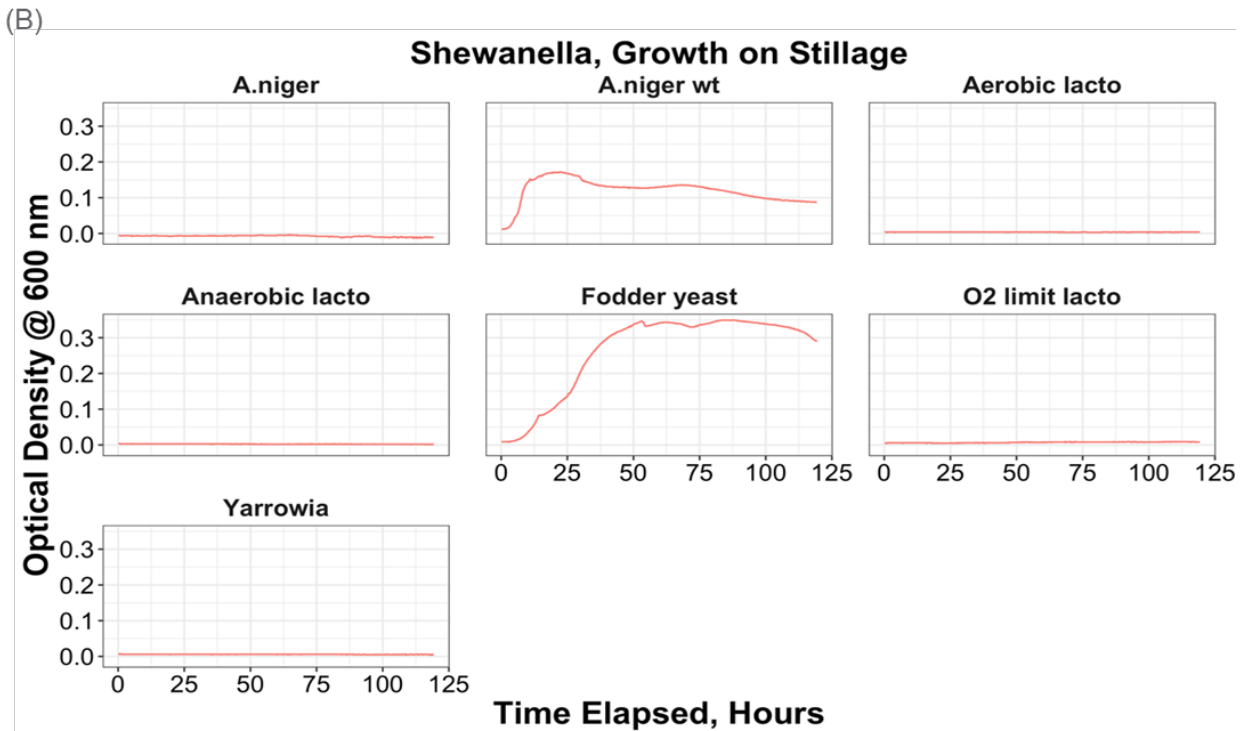 (B)
Shewanella, Growth on Stillage
A.niger A.niger wt Aerobic lacto
0.3
0.2
0.1
0.0
Anaerobic lacto Fodder yeast O2 limit lacto
0.3
0.2
0.1
0.0
0 25 50 75 100 125 0 25 50 75 100 125
Yarrowia
0.3
0.2
0.1
0.0
0 25 50 75 100 125
Optical Density @ 600 nm
Time Elapsed, Hours